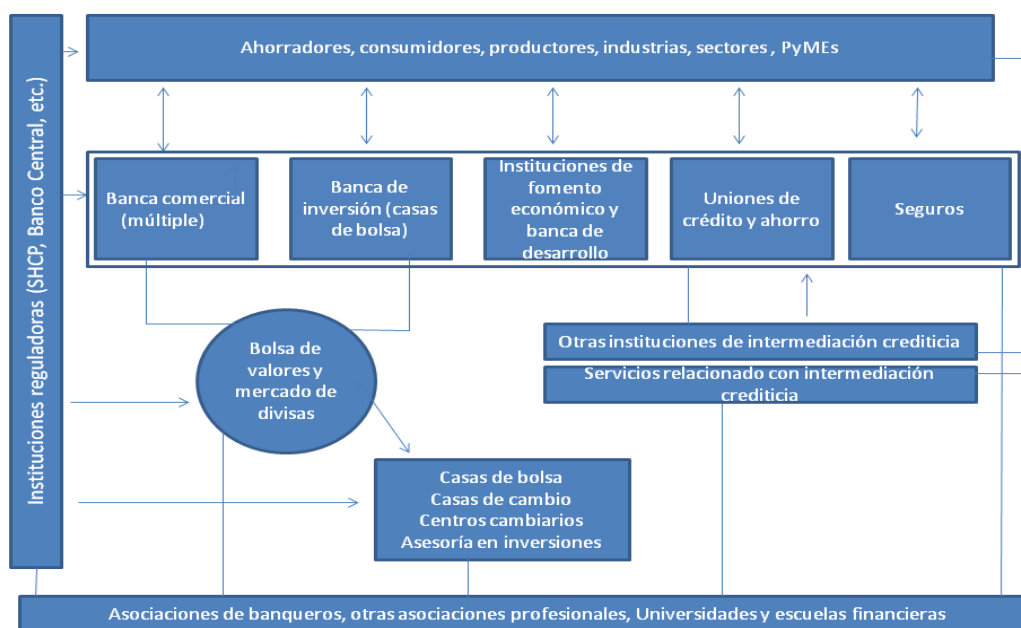 Instituciones reguladoras (SHCP, Banco Central, etc.)
Ahorradores, consumidores, productores, industrias, sectores , PyMEs
Banca comercial
(múltiple)
Banca de
inversión (casas
de bolsa)
Instituciones de
fomento
económico y
banca de
desarrollo
Uniones de
crédito y ahorro
Seguros
Bolsa de
valores y
mercado de
divisas
Otras instituciones de intermediación crediticia
Servicios relacionado con intermediación
crediticia
Casas de bolsa
Casas de cambio
Centros cambiarios
Asesoría en inversiones
Asociaciones de banqueros, otras asociaciones profesionales, Universidades y escuelas financieras